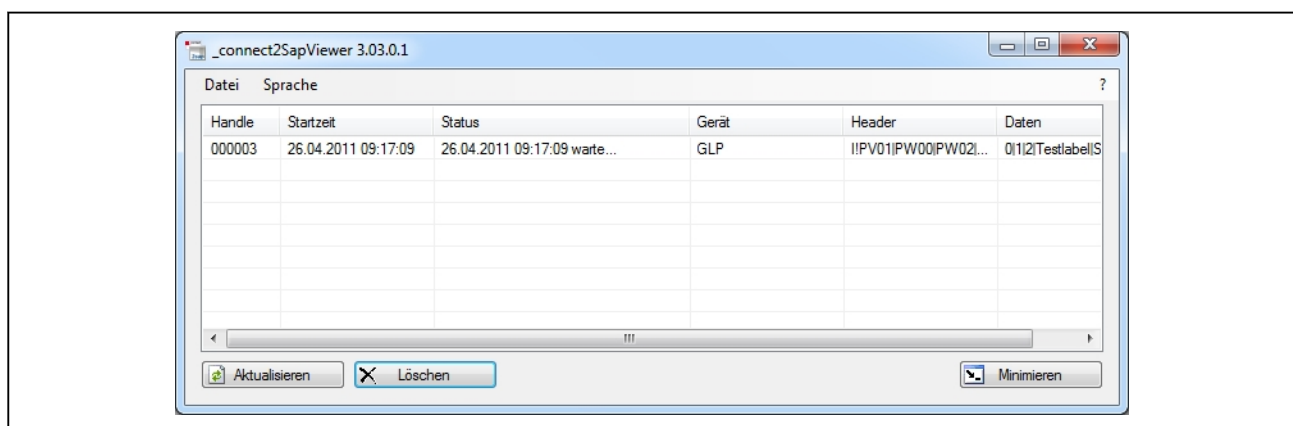 _connect2SapViewer 3.03.0.1
Datei Sprache ?
Handle Startzeit Status Gerät Header Daten
000003 26.04.2011 09:17:09 26.04.2011 09:17:09 warte... GLP I!PV01|PW00|PW02|... 0|1|2|Testlabel|S
Aktualisieren Löschen Minimieren